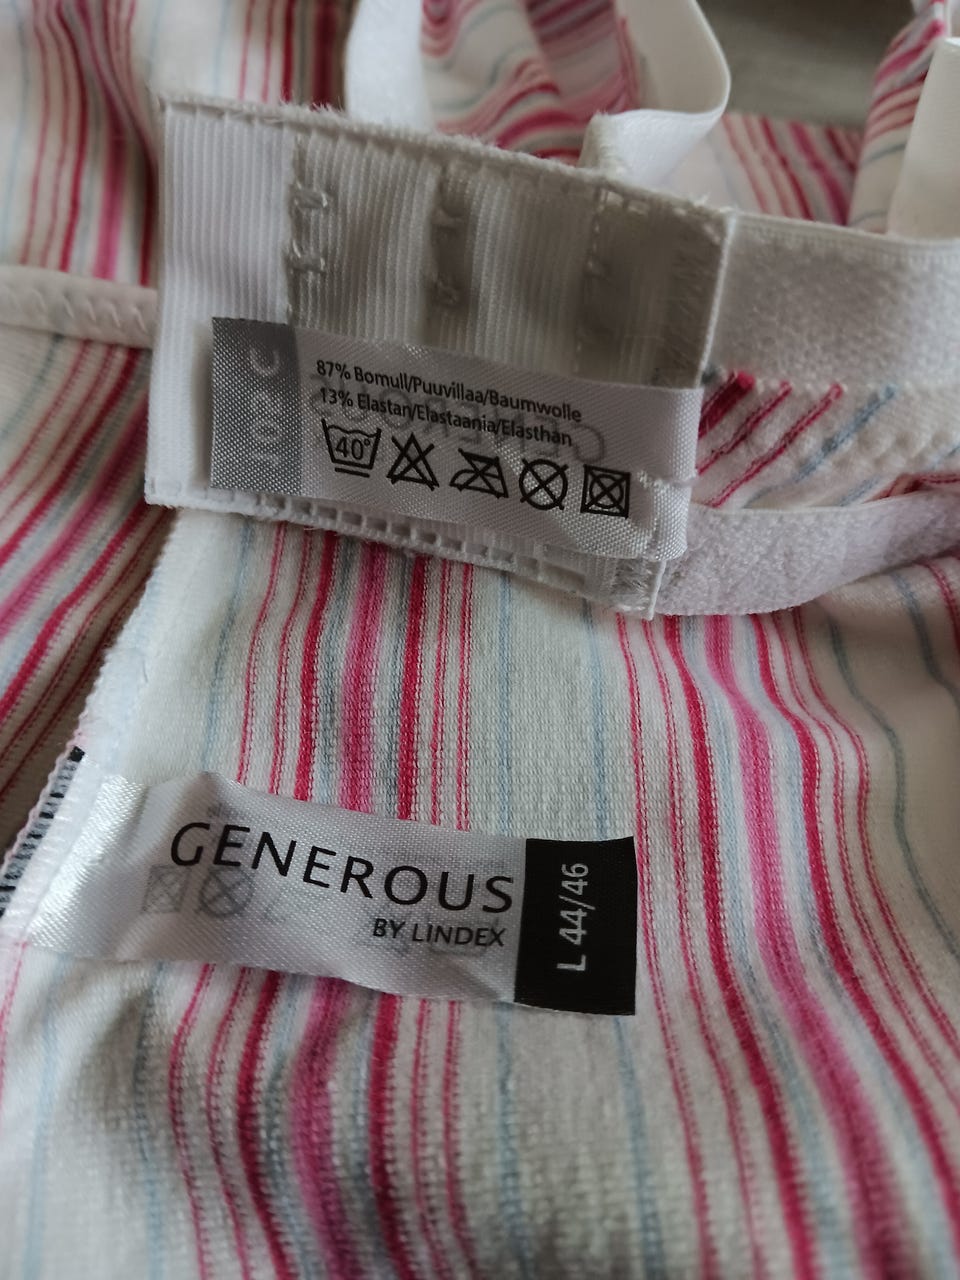 87% Bomull/Puuvillaa/Baumwolle
13% Elastan/Elastaania/Elasthan
40°
GENEROUS
BY LINDEX
L 44/46